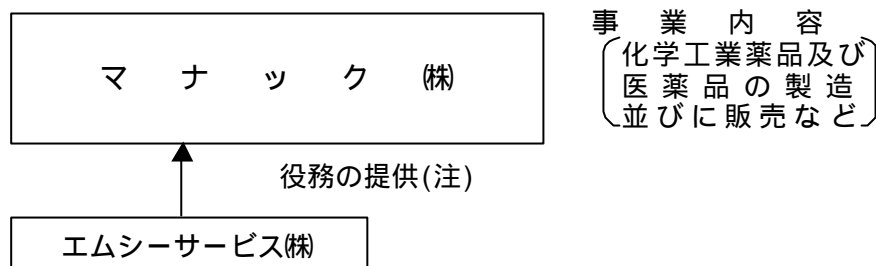 事業内容
マナック㈱
化学工業薬品及び
医薬品の製造
並びに販売など
役務の提供(注)
エムシーサービス㈱